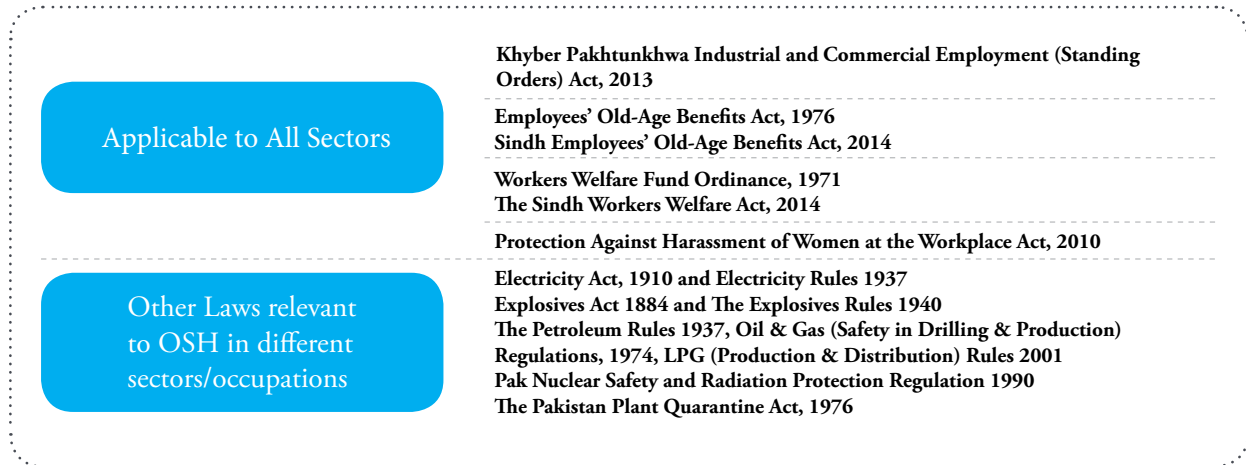 Applicable to All Sectors
Khyber Pakhtunkhwa Industrial and Commercial Employment (Standing
Orders) Act, 2013
Employees’ Old-Age Benefits Act, 1976
Sindh Employees’ Old-Age Benefits Act, 2014
Workers Welfare Fund Ordinance, 1971
The Sindh Workers Welfare Act, 2014
Protection Against Harassment of Women at the Workplace Act, 2010
Other Laws relevant
to OSH in different
sectors/occupations
Electricity Act, 1910 and Electricity Rules 1937
Explosives Act 1884 and The Explosives Rules 1940
The Petroleum Rules 1937, Oil & Gas (Safety in Drilling & Production)
Regulations, 1974, LPG (Production & Distribution) Rules 2001
Pak Nuclear Safety and Radiation Protection Regulation 1990
The Pakistan Plant Quarantine Act, 1976